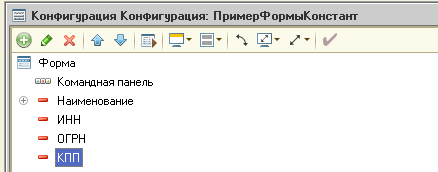 Конфигурация Конфигурация: ПримерФормыКонстант
Форма
Командная панель
Наименование
ИНН
ОГРН
КПП